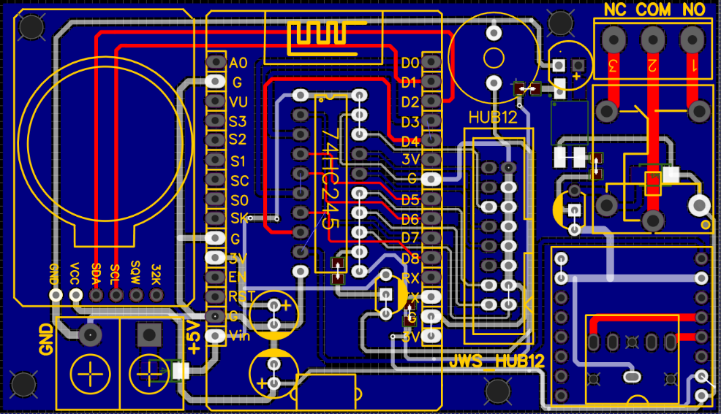 NC COM NO
3 2 1
+
HUB12
A0
G
VU
S3
S2
S1
SC
S0
SK
G
3V
EN
RST
G
Vin
74HC245
D0
D1
D2
D3
D4
3V
G
D5
D6
D7
D8
RX
TX
G
3V
GND
VCC
SDA
SCL
SQW
32K
GND
+5V
+
+
JWS_HUB12